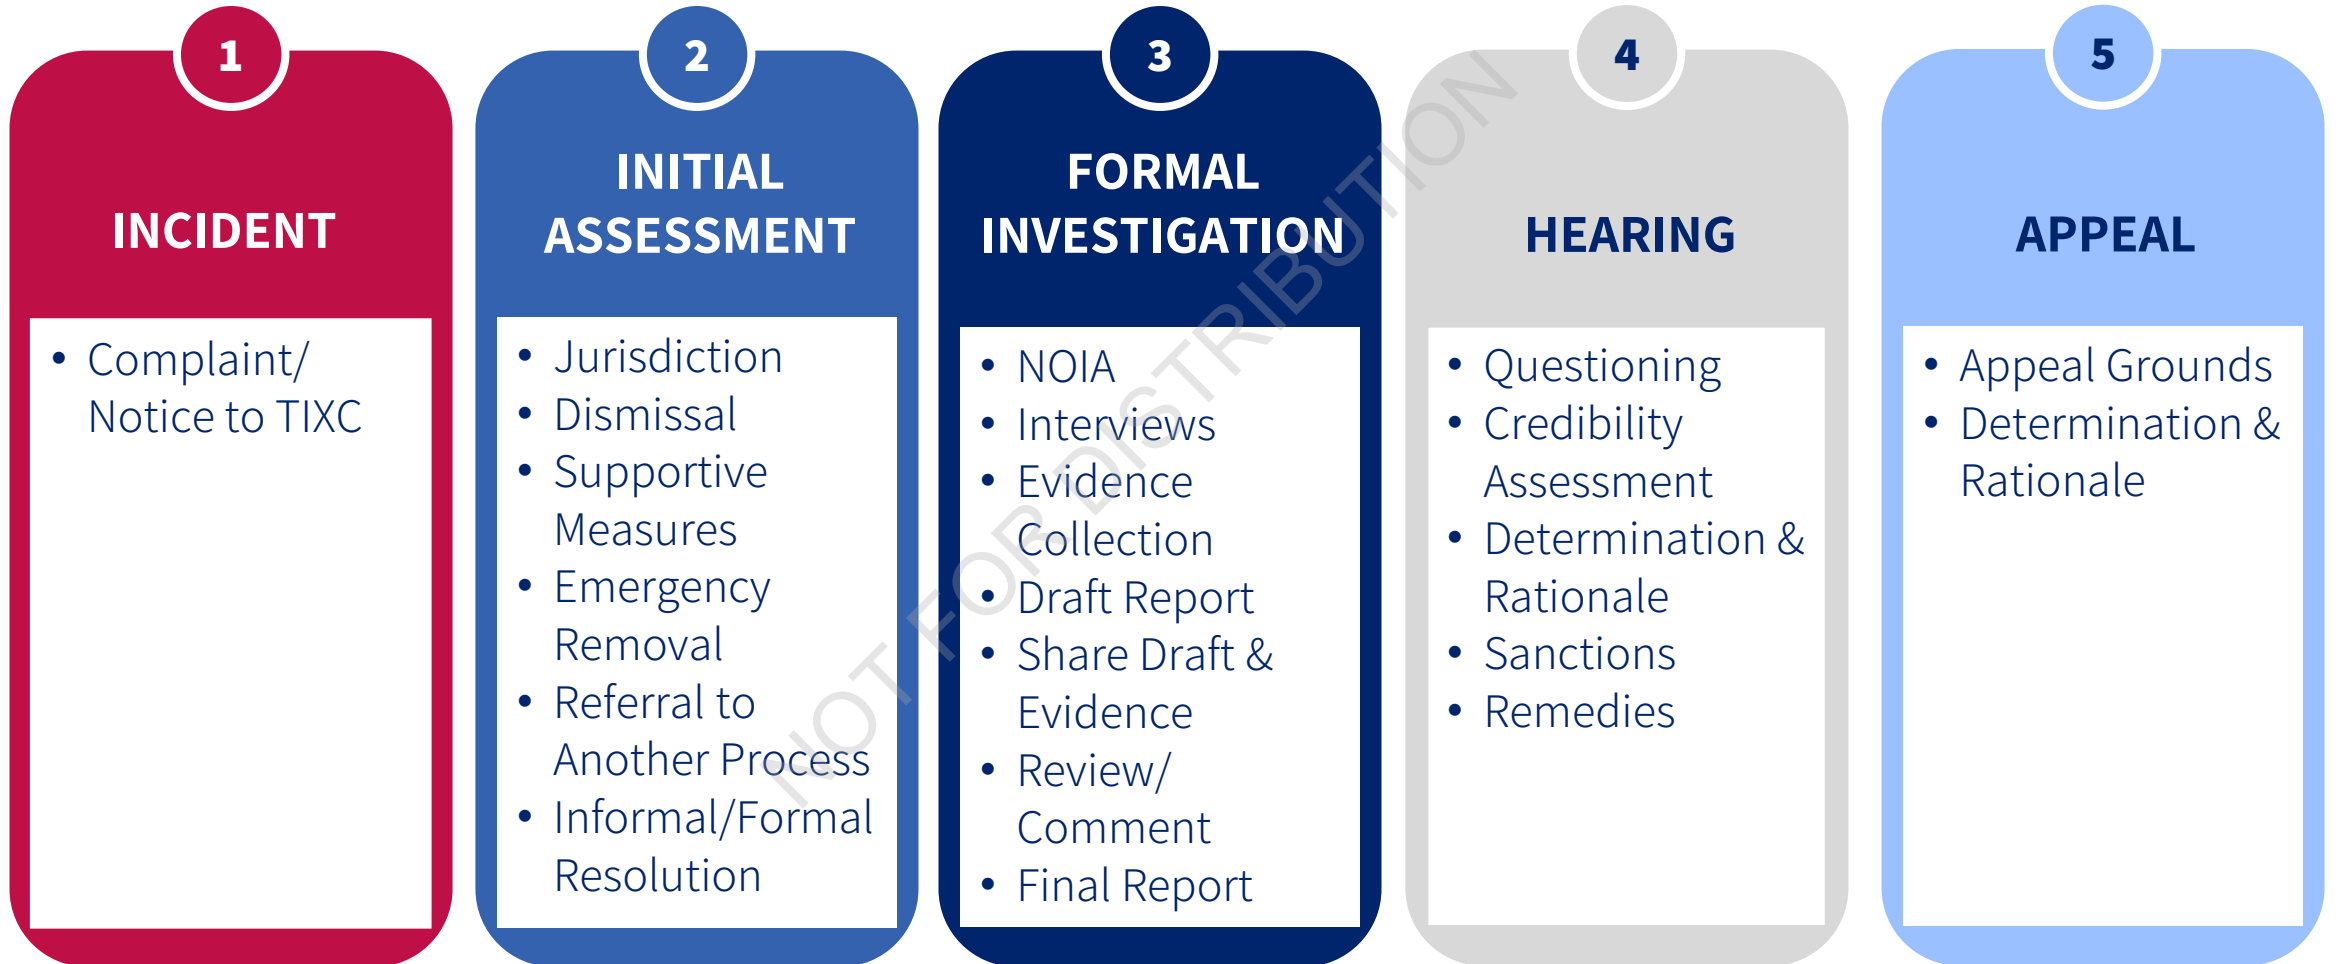 1
INCIDENT
• Complaint/
Notice to TIXC
2
INITIAL
ASSESSMENT
• Jurisdiction
• Dismissal
• Supportive
Measures
• Emergency
Removal
• Referral to
Another Process
• Informal/Formal
Resolution
3
FORMAL
INVESTIGATION
• NOIA
• Interviews
• Evidence
Collection
• Draft Report
• Share Draft &
Evidence
• Review/
Comment
• Final Report
4
HEARING
• Questioning
• Credibility
Assessment
• Determination &
Rationale
• Sanctions
• Remedies
5
APPEAL
• Appeal Grounds
• Determination &
Rationale
NOT FOR DISTRIBUTION